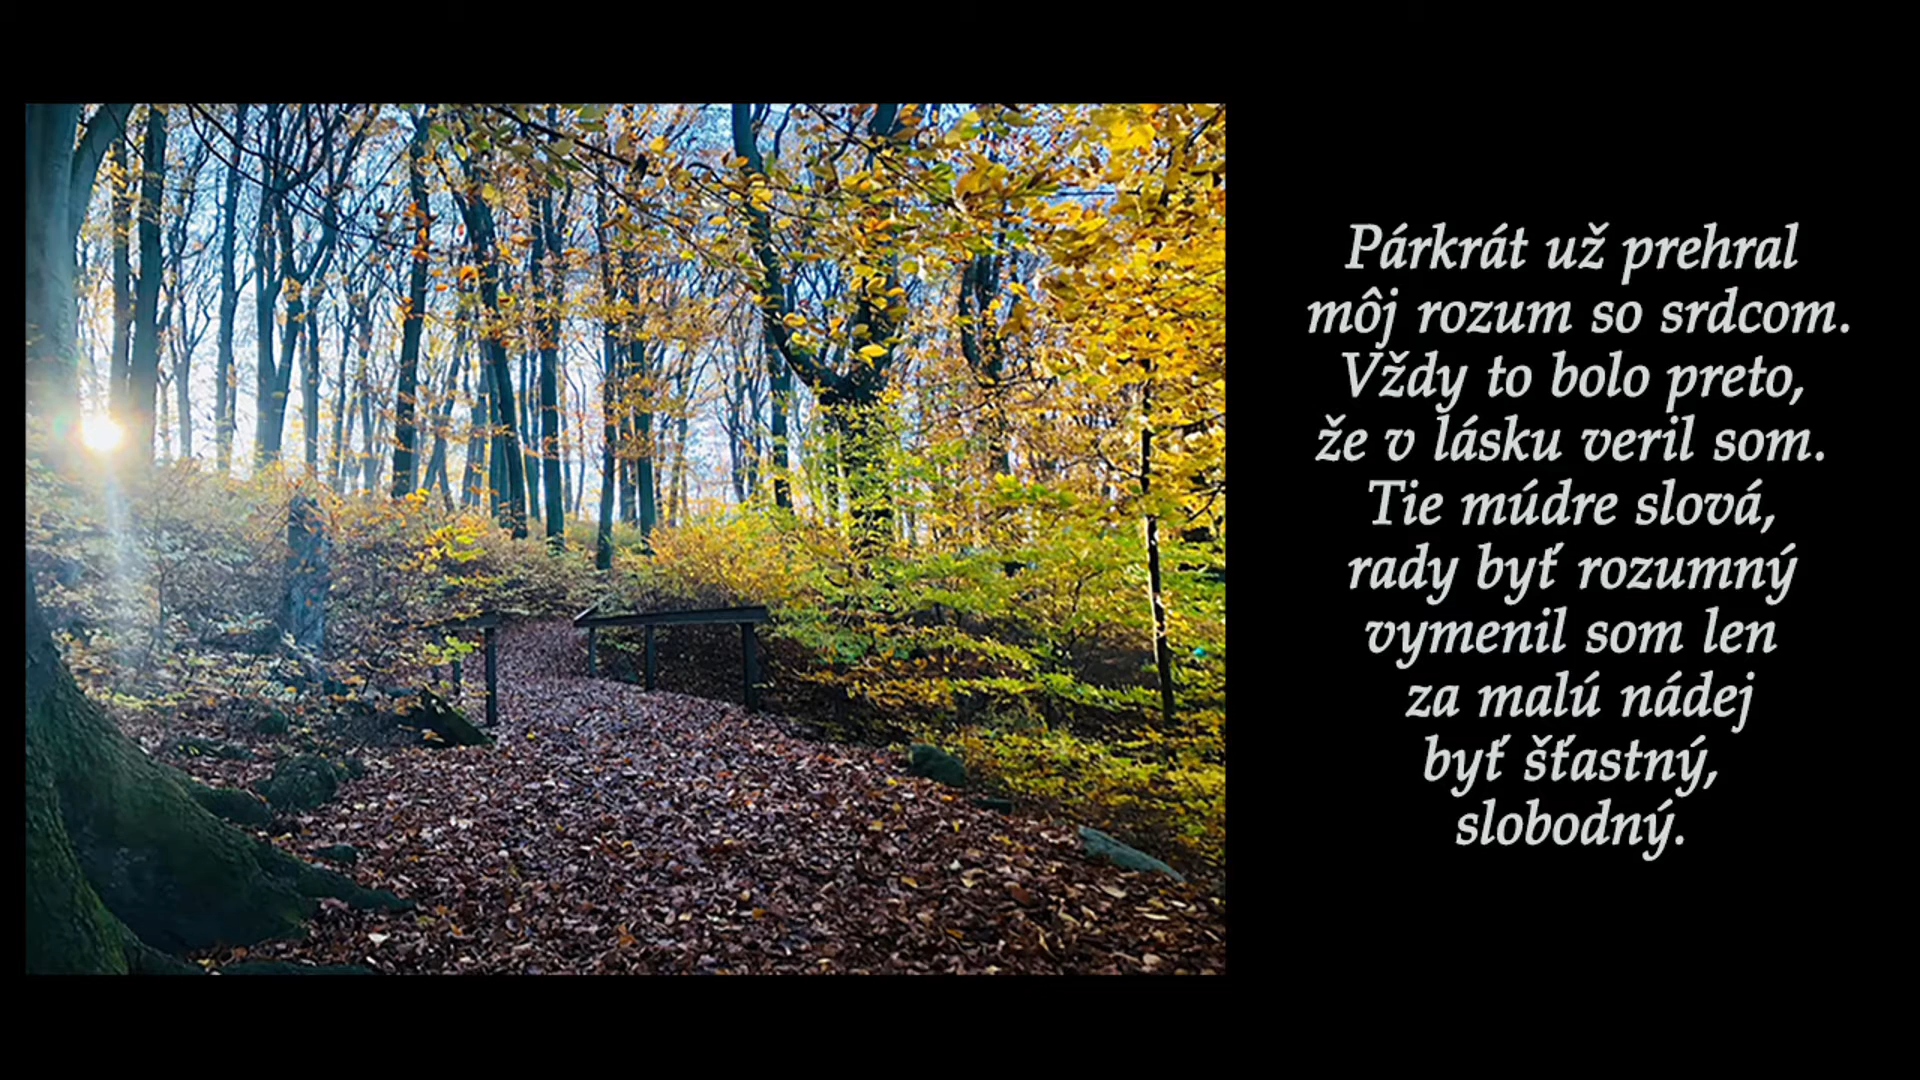 Párkrát už prehral
môj rozum so srdcom.
Vždy to bolo preto,
že v lásku veril som.
Tie múdre slová,
rady byť rozumný
vymenil som len
za malú nádej
byť šťastný,
slobodný.